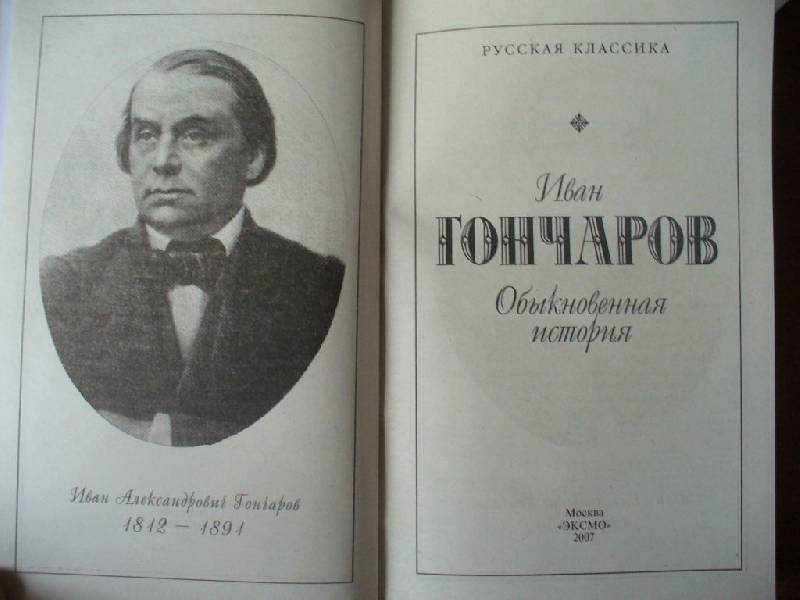 Иван Александрович Гончаров
1812 — 1891
РУССКАЯ КЛАССИКА
Иван
ГОНЧАРОВ
Обыкновенная
история
Москва
«ЭКСМО»
2007